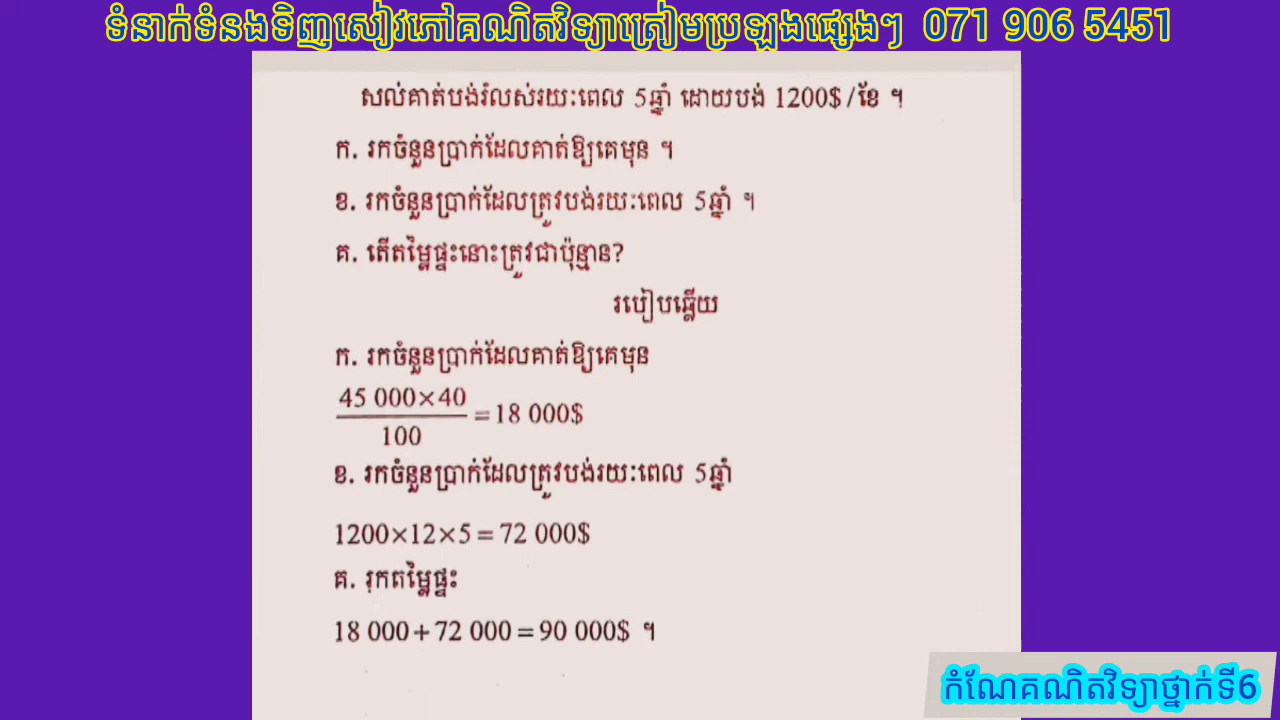 ទំនាក់ទំនងទិញសៀវភៅគណិតវិទ្យាត្រៀមប្រឡងផ្សេងៗ 071 906 5451
សល់គាត់បង់រំលស់រយៈពេល 5ឆ្នាំ ដោយបង់ 1200$/ខែ ។
ក. រកចំនួនប្រាក់ដែលគាត់ឱ្យគេមុន ។
ខ. រកចំនួនប្រាក់ដែលត្រូវបង់រយៈពេល 5ឆ្នាំ ។
គ. តើតម្លៃផ្ទះនោះត្រូវជាប៉ុន្មាន?
របៀបឆ្លើយ
ក. រកចំនួនប្រាក់ដែលគាត់ឱ្យគេមុន
45 000×40
100
=18 000$
ខ. រកចំនួនប្រាក់ដែលត្រូវបង់រយៈពេល 5ឆ្នាំ
1200×12×5=72 000$
គ. រុកតម្លៃផ្ទះ
18 000+72 000=90 000$ ។
កំណែគណិតវិទ្យាថ្នាក់ទី6